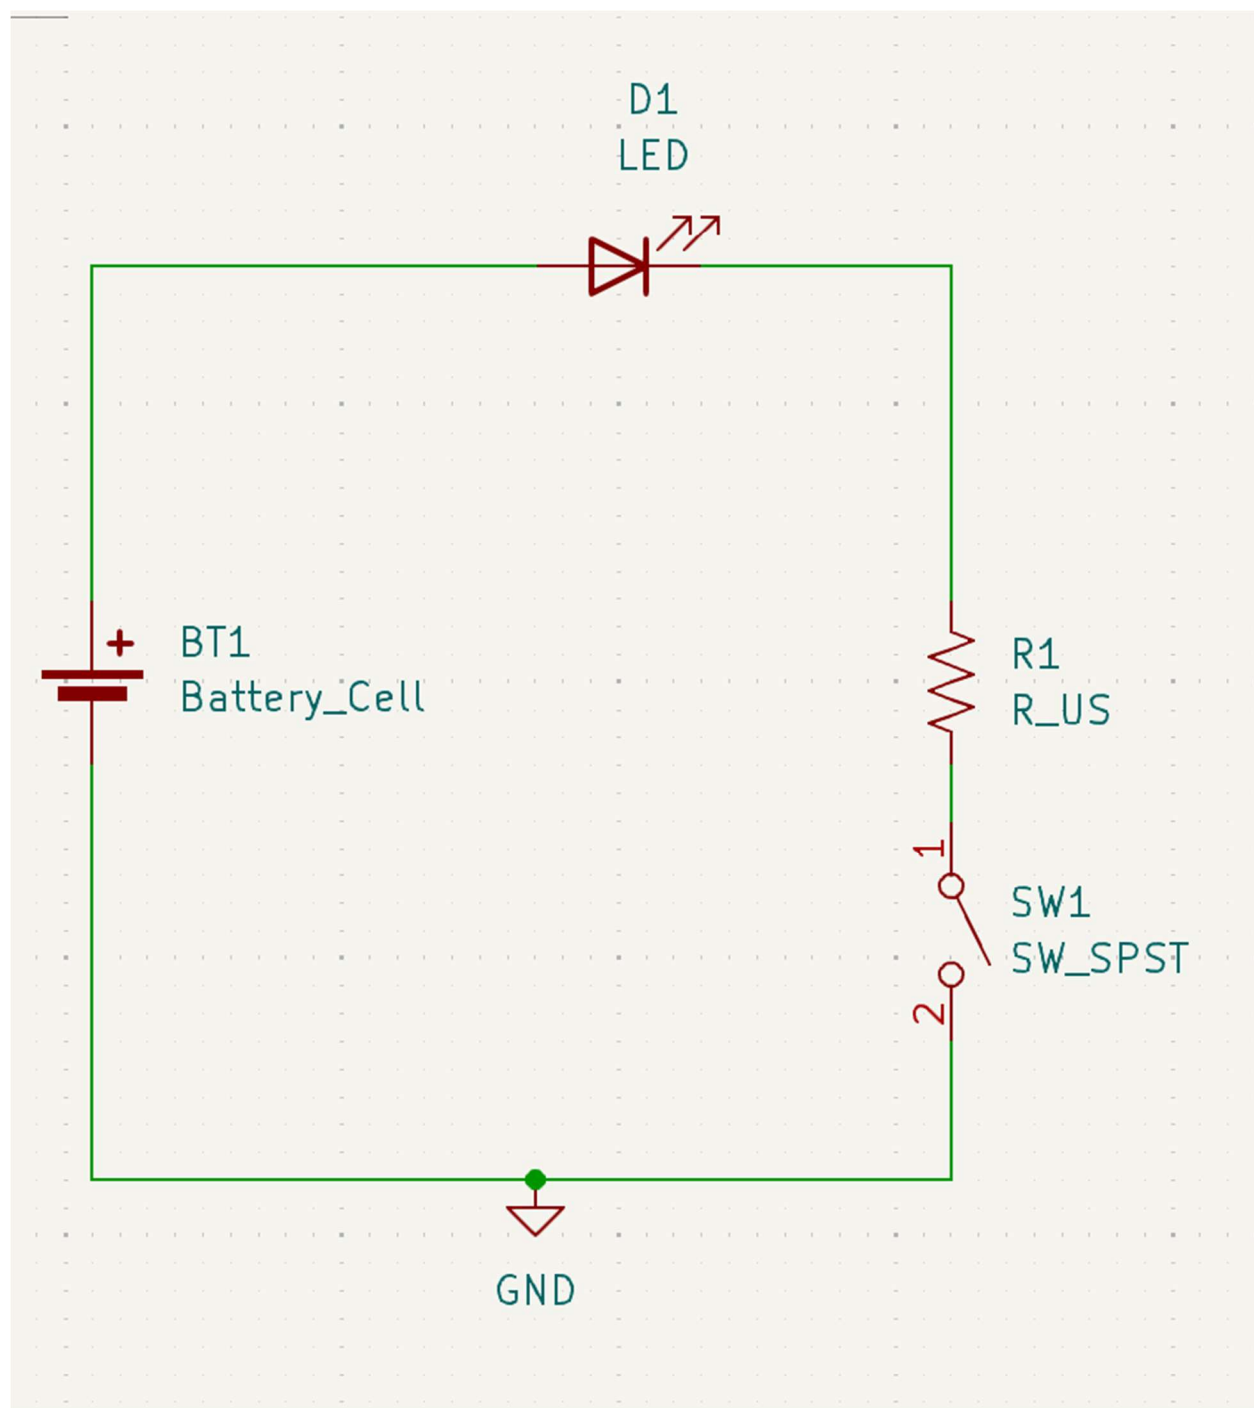 D1
LED
+
BT1
Battery_Cell
R1
R_US
1
SW1
SW_SPST
2
GND